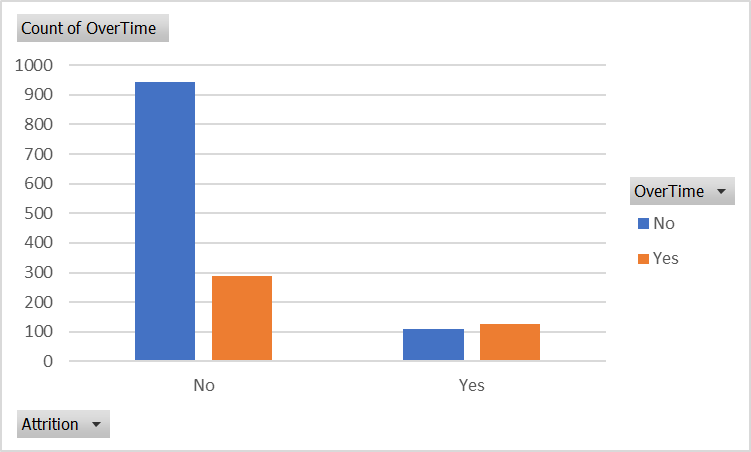 Count of OverTime
1000
900
800
700
600
500
400
300
200
100
0
No
Yes
OverTime
No
Yes
Attrition